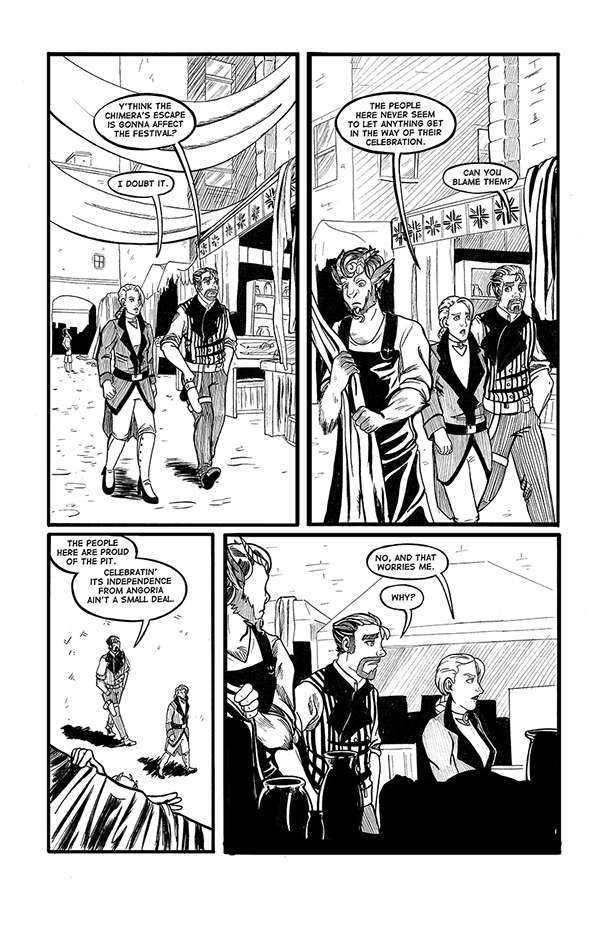 Y'THINK THE
CHIMERA'S ESCAPE
IS GONNA AFFECT
THE FESTIVAL?
I DOUBT IT.
THE PEOPLE
HERE NEVER SEEM
TO LET ANYTHING GET
IN THE WAY OF THEIR
CELEBRATION.
CAN YOU
BLAME THEM?
THE PEOPLE
HERE ARE PROUD
OF THE PIT.
CELEBRATIN'
ITS INDEPENDENCE
FROM ANGORIA
AIN'T A SMALL DEAL.
NO, AND THAT
WORRIES ME.
WHY?